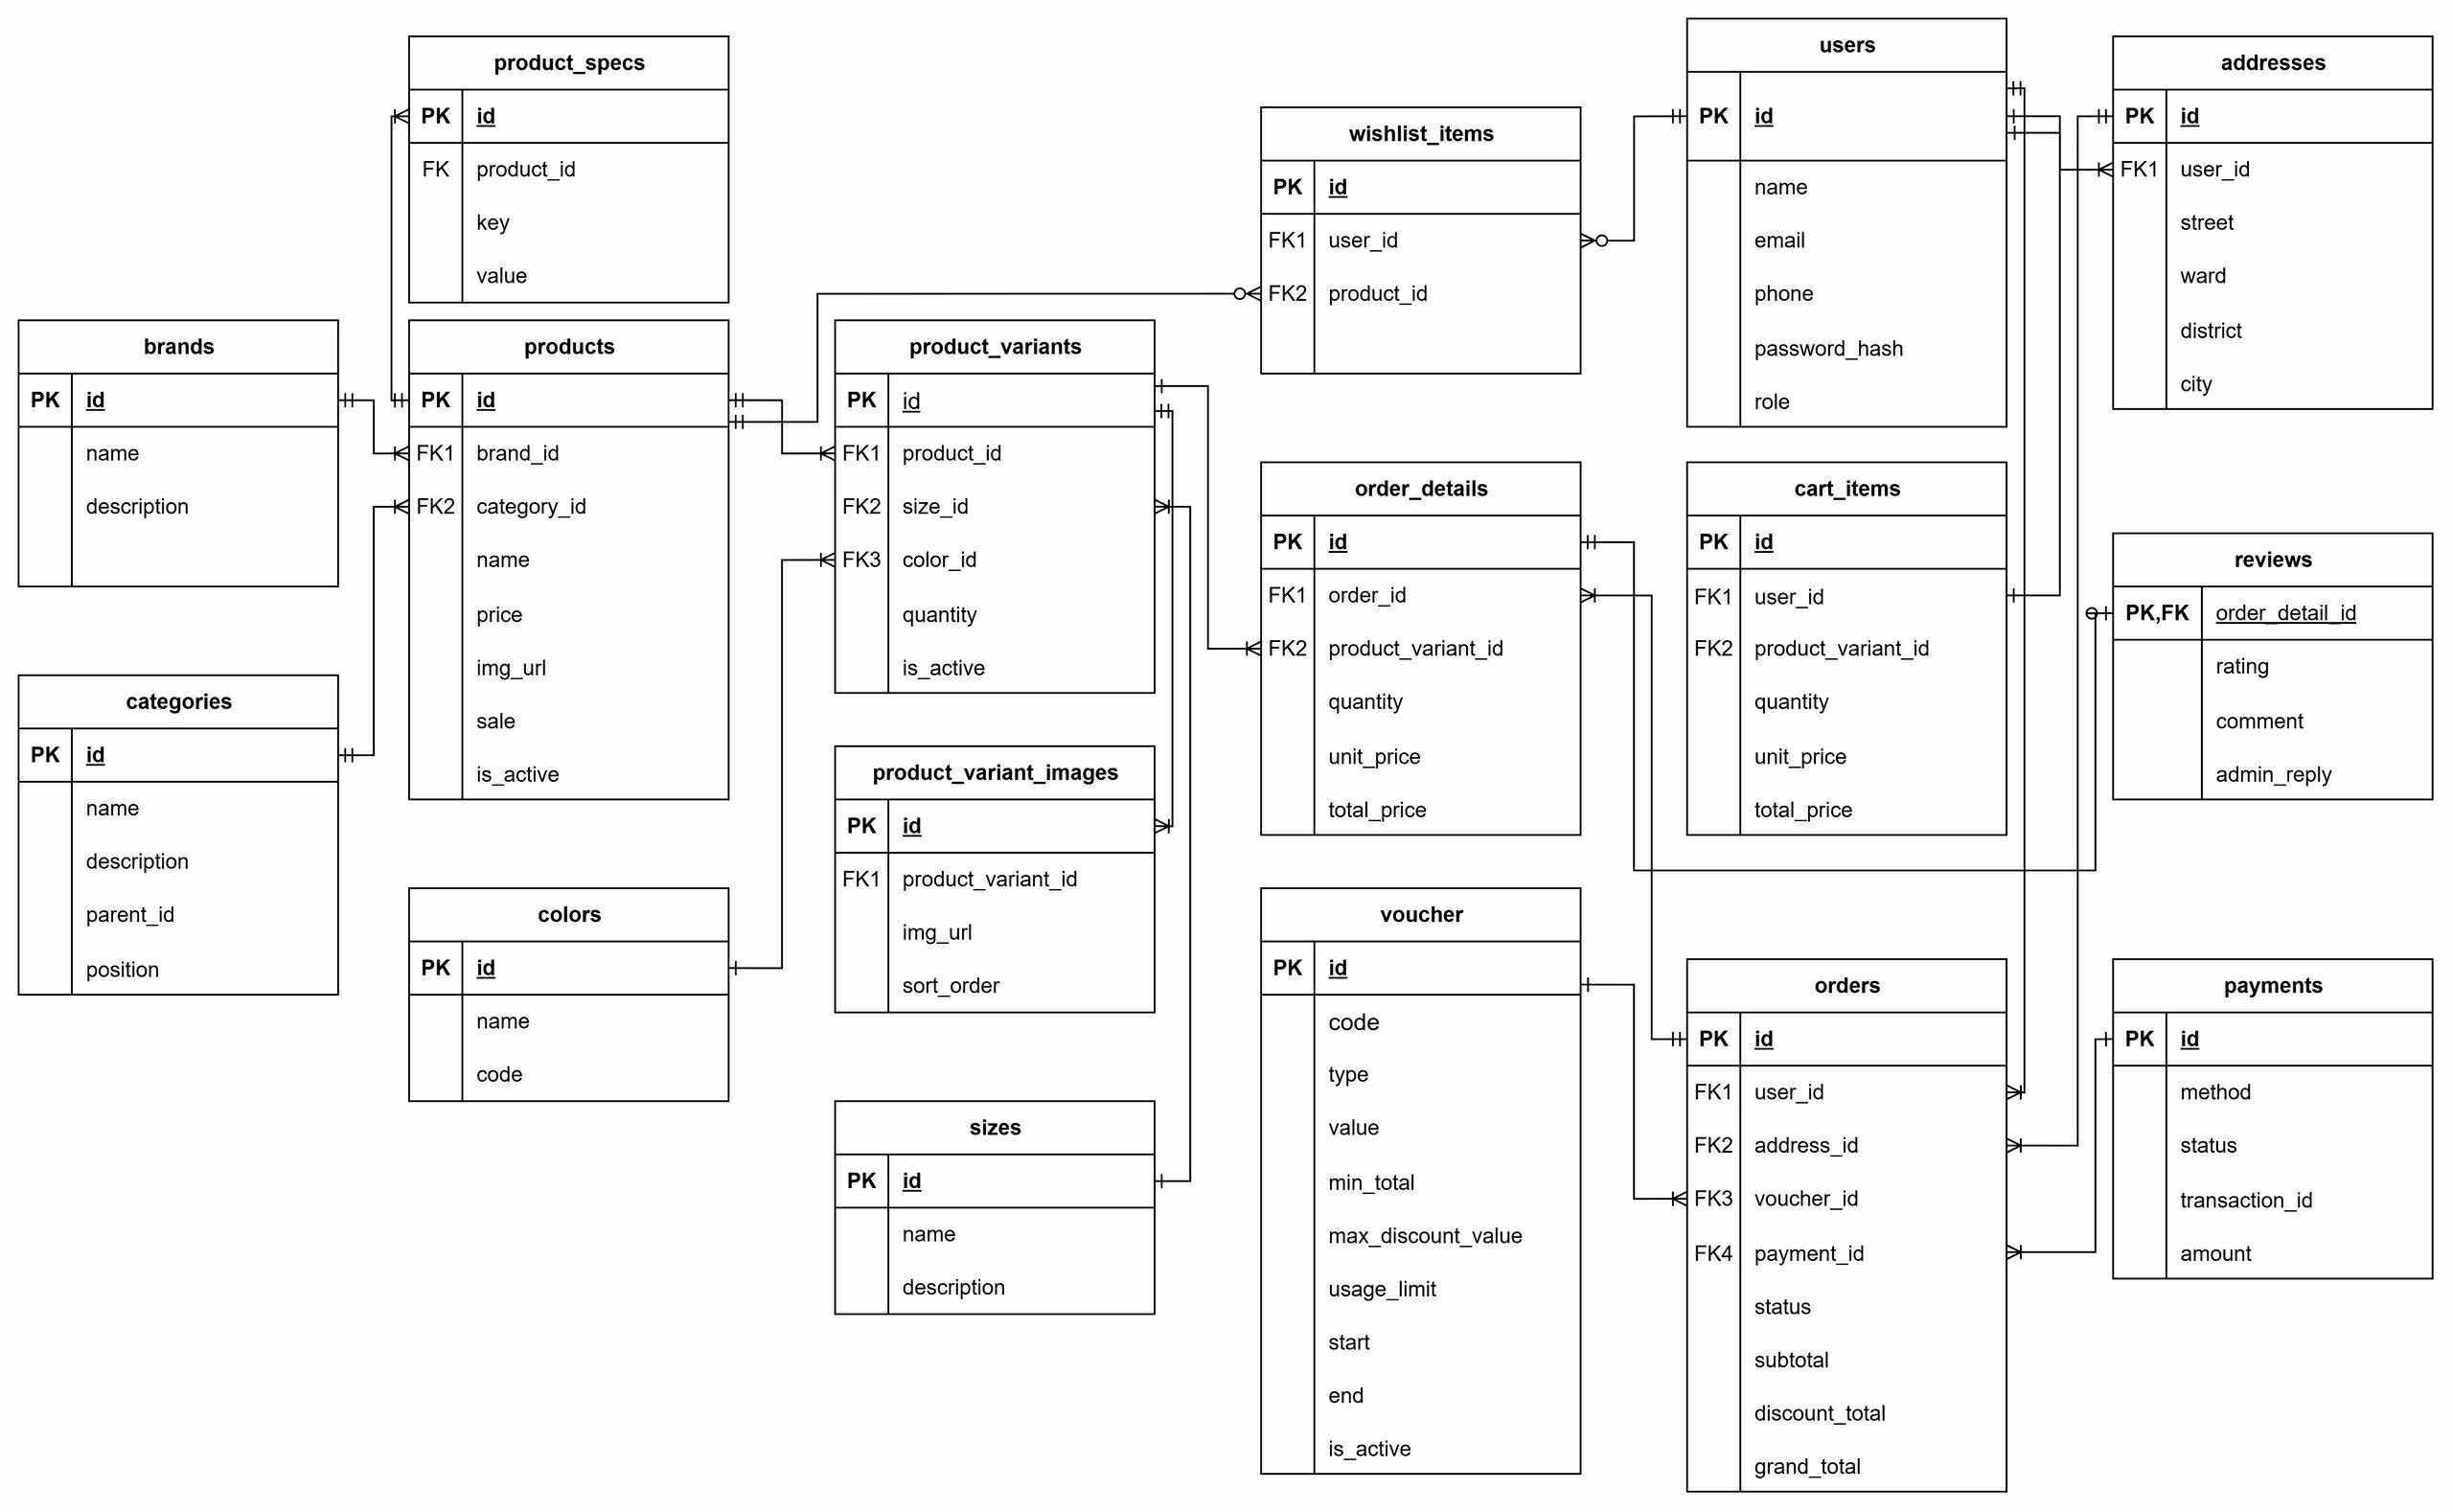 product_specs
PK id
FK product_id
key
value
brands
PK id
name
description
categories
PK id
name
description
parent_id
position
products
PK id
FK1 brand_id
FK2 category_id
name
price
img_url
sale
is_active
colors
PK id
name
code
product_variants
PK id
FK1 product_id
FK2 size_id
FK3 color_id
quantity
is_active
product_variant_images
PK id
FK1 product_variant_id
img_url
sort_order
sizes
PK id
name
description
wishlist_items
PK id
FK1 user_id
FK2 product_id
order_details
PK id
FK1 order_id
FK2 product_variant_id
quantity
unit_price
total_price
voucher
PK id
code
type
value
min_total
max_discount_value
usage_limit
start
end
is_active
users
PK id
name
email
phone
password_hash
role
cart_items
PK id
FK1 user_id
FK2 product_variant_id
quantity
unit_price
total_price
orders
PK id
FK1 user_id
FK2 address_id
FK3 voucher_id
FK4 payment_id
status
subtotal
discount_total
grand_total
addresses
PK id
FK1 user_id
street
ward
district
city
reviews
PK,FK order_detail_id
rating
comment
admin_reply
payments
PK id
method
status
transaction_id
amount